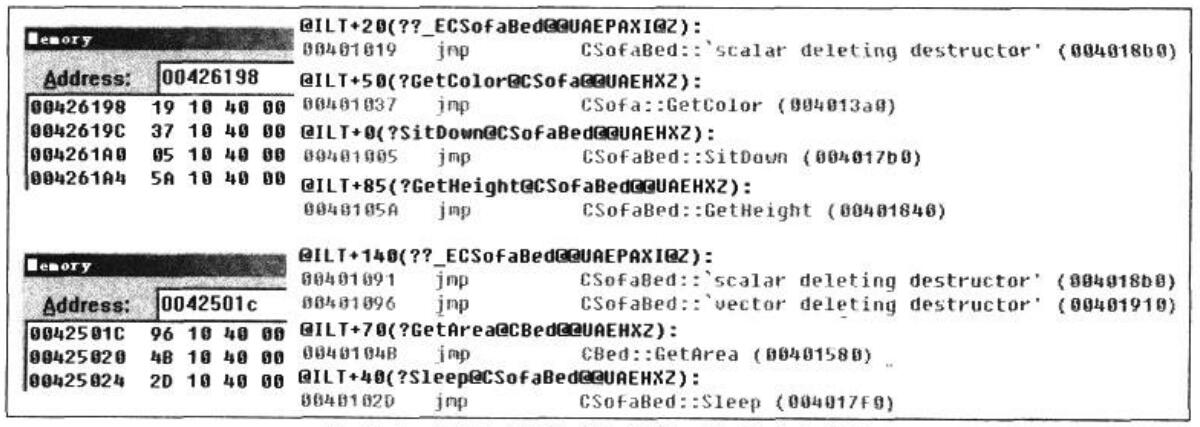 Memory
Address: 00426198
00426198 19 10 40 00
0042619C 37 10 40 00
004261A0 05 10 40 00
004261A4 5A 10 40 00
@ILT+20(??_ECSofaBed@@UAEPAXI@Z):
00401019 jmp CSofaBed::`scalar deleting destructor' (004018b0)
@ILT+50(?GetColor@CSofa@@UAEHXZ):
00401037 jmp CSofa::GetColor (004013a0)
@ILT+0(?SitDown@CSofaBed@@UAEHXZ):
00401005 jmp CSofaBed::SitDown (004017b0)
@ILT+85(?GetHeight@CSofaBed@@UAEHXZ):
0040105A jmp CSofaBed::GetHeight (00401840)
Memory
Address: 0042501c
0042501C 96 10 40 00
00425020 4B 10 40 00
00425024 2D 10 40 00
@ILT+140(??_ECSofaBed@@UAEPAXI@Z):
00401091 jmp CSofaBed::`scalar deleting destructor' (004018b0)
00401096 jmp CSofaBed::`vector deleting destructor' (00401910)
@ILT+70(?GetArea@CBed@@UAEHXZ):
0040104B jmp CBed::GetArea (00401580)
@ILT+40(?Sleep@CSofaBed@@UAEHXZ):
0040102D jmp CSofaBed::Sleep (004017f0)